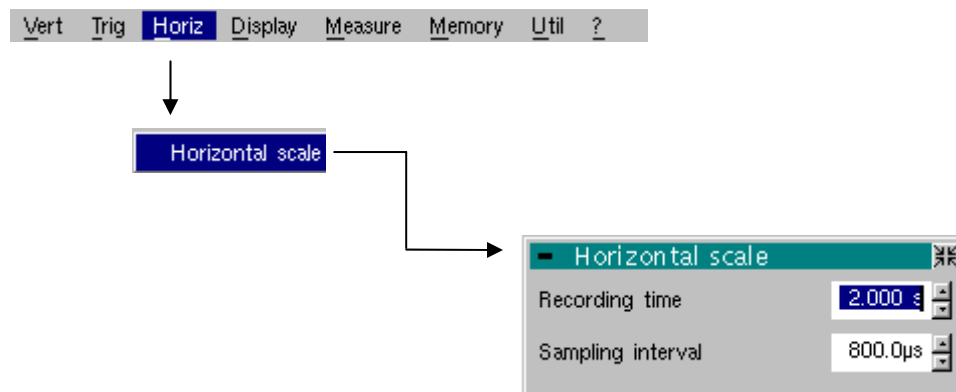 Vert Trig Horiz Display Measure Memory Util ?
Horizontal scale
Horizontal scale
Recording time 2.000 s
Sampling interval 800.0µs